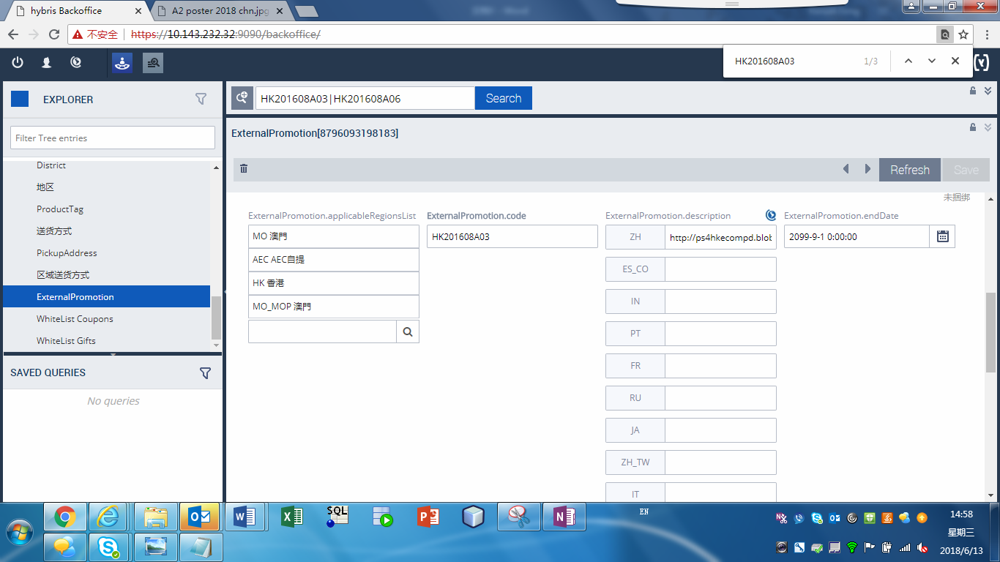 hybris Backoffice
A2 poster 2018 chn.jpg
不安全 https://10.143.232.32:9090/backoffice/
HK201608A03 1/3
EXPLORER
HK201608A03|HK201608A06 Search
Filter Tree entries
ExternalPromotion[8796093198183]
District
地区
ProductTag
送货方式
PickupAddress
区域送货方式
ExternalPromotion
WhiteList Coupons
WhiteList Gifts
SAVED QUERIES
No queries
Refresh Save
未捆绑
ExternalPromotion.applicableRegionsList
MO 澳門
AEC AEC自提
HK 香港
MO_MOP 澳門
ExternalPromotion.code
HK201608A03
ExternalPromotion.description
ZH http://ps4hkecompd.blob
ES_CO
IN
PT
FR
RU
JA
ZH_TW
IT
ExternalPromotion.endDate
2099-9-1 0:00:00
EN
14:58
星期三
2018/6/13